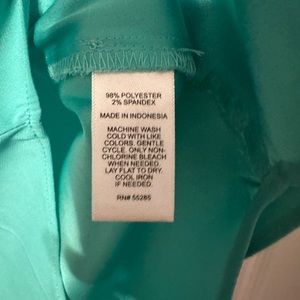 98% POLYESTER
2% SPANDEX
MADE IN INDONESIA
MACHINE WASH
COLD WITH LIKE
COLORS. GENTLE
CYCLE. ONLY NON-
CHLORINE BLEACH
WHEN NEEDED.
LAY FLAT TO DRY.
COOL IRON
IF NEEDED.
RN# 55285